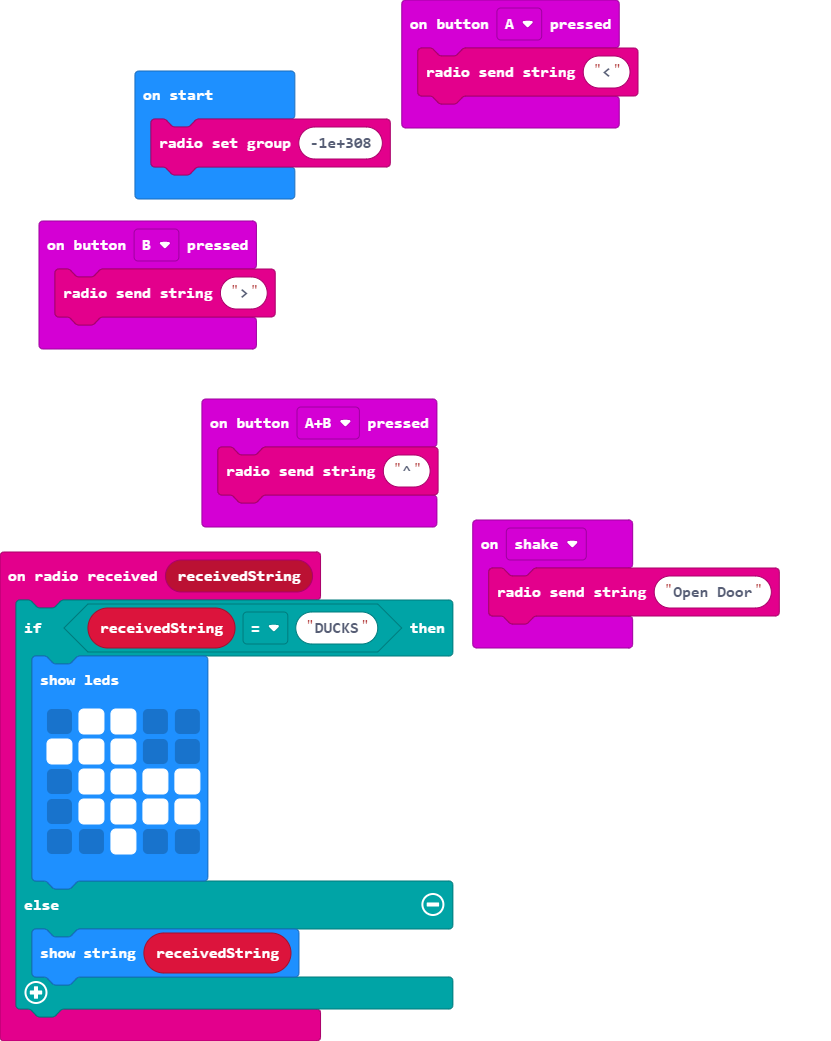 on button A pressed
radio send string "<"
on start
radio set group -1e+308
on button B pressed
radio send string ">"
on button A+B pressed
radio send string "^"
on shake
radio send string "Open Door"
on radio received receivedString
if receivedString = "DUCKS" then
show leds
else
show string receivedString